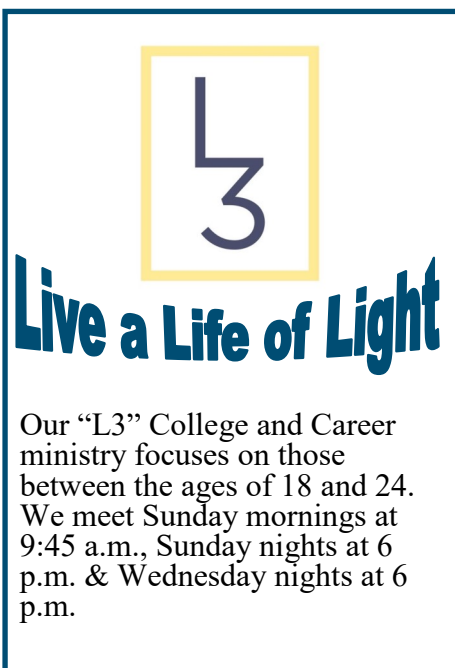 L
3
Live a Life of Light
Our “L3” College and Career
ministry focuses on those
between the ages of 18 and 24.
We meet Sunday mornings at
9:45 a.m., Sunday nights at 6
p.m. & Wednesday nights at 6
p.m.